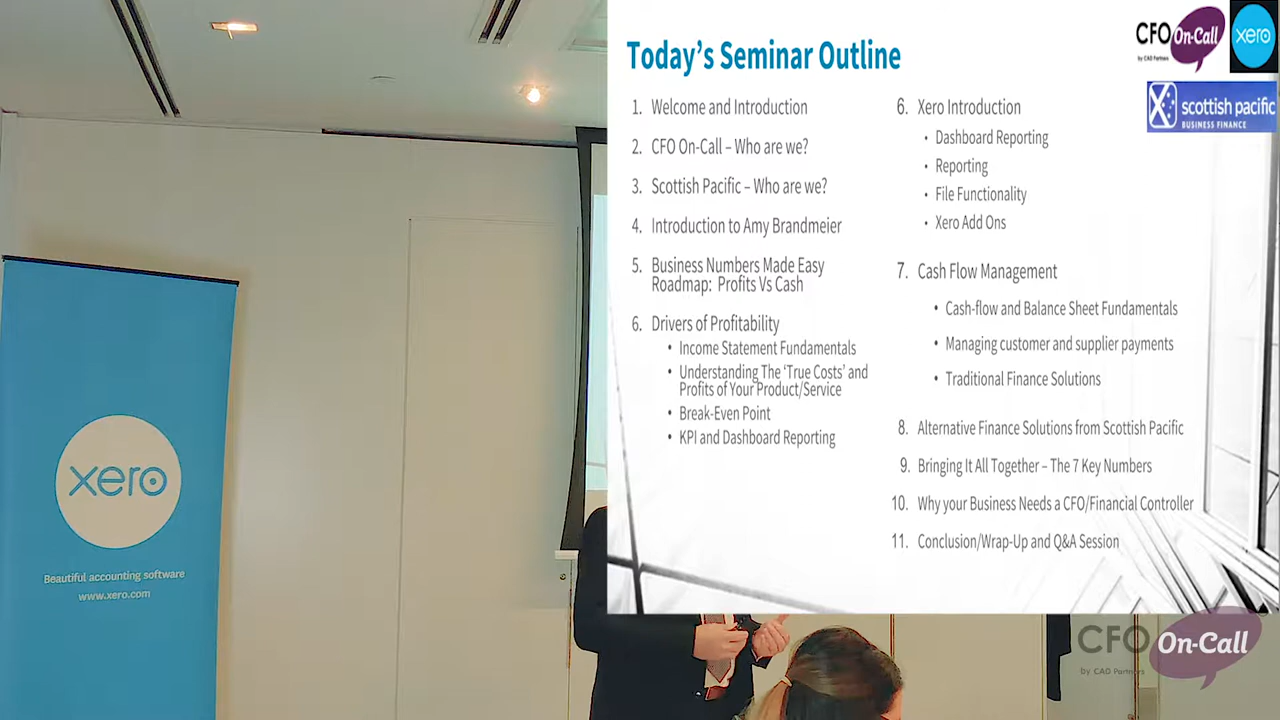 Today's Seminar Outline
1. Welcome and Introduction
2. CFO On-Call – Who are we?
3. Scottish Pacific – Who are we?
4. Introduction to Amy Brandmeier
5. Business Numbers Made Easy
Roadmap: Profits Vs Cash
6. Drivers of Profitability
• Income Statement Fundamentals
• Understanding The 'True Costs' and
Profits of Your Product/Service
• Break-Even Point
• KPI and Dashboard Reporting
6. Xero Introduction
• Dashboard Reporting
• Reporting
• File Functionality
• Xero Add Ons
7. Cash Flow Management
• Cash-flow and Balance Sheet Fundamentals
• Managing customer and supplier payments
• Traditional Finance Solutions
8. Alternative Finance Solutions from Scottish Pacific
9. Bringing It All Together – The 7 Key Numbers
10. Why your Business Needs a CFO/Financial Controller
11. Conclusion/Wrap-Up and Q&A Session
CFO On-Call
by CAD Partners
xero
scottish pacific
BUSINESS FINANCE
xero
Beautiful accounting software
www.xero.com
CFO On-Call
by CAD Partners